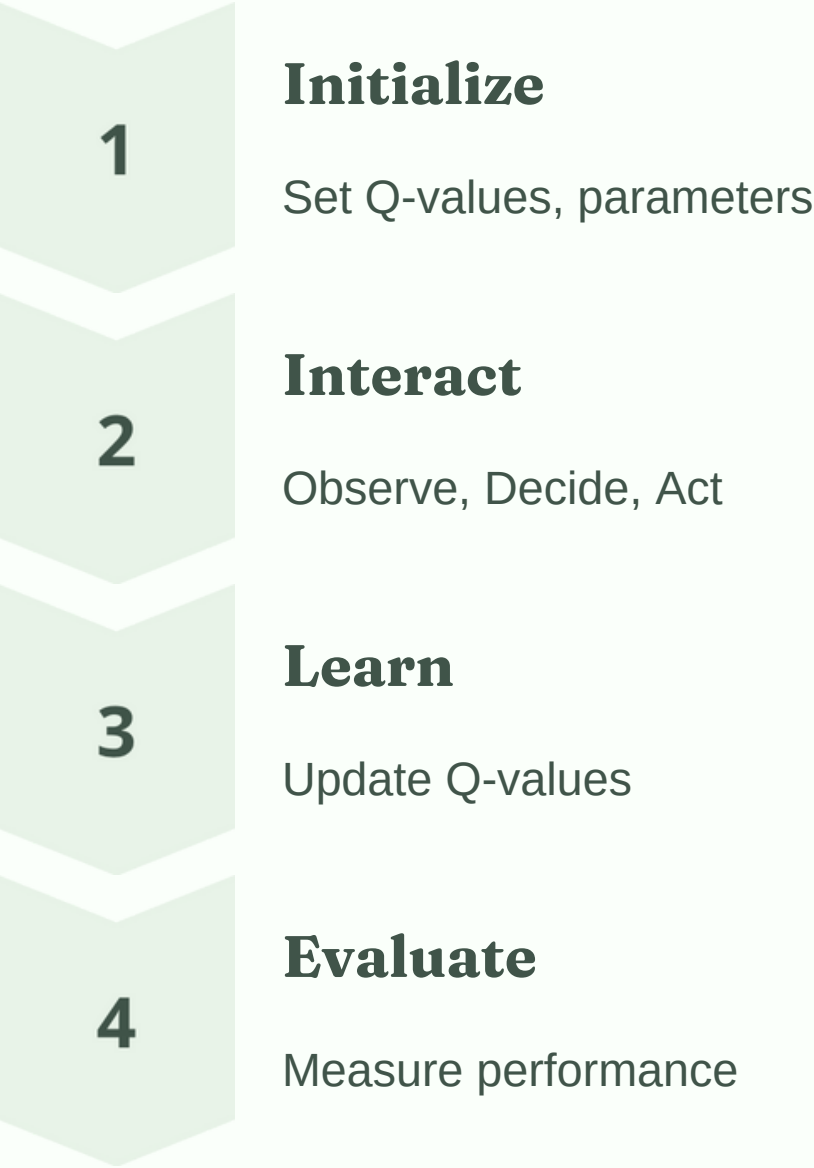 1
Initialize
Set Q-values, parameters
2
Interact
Observe, Decide, Act
3
Learn
Update Q-values
4
Evaluate
Measure performance